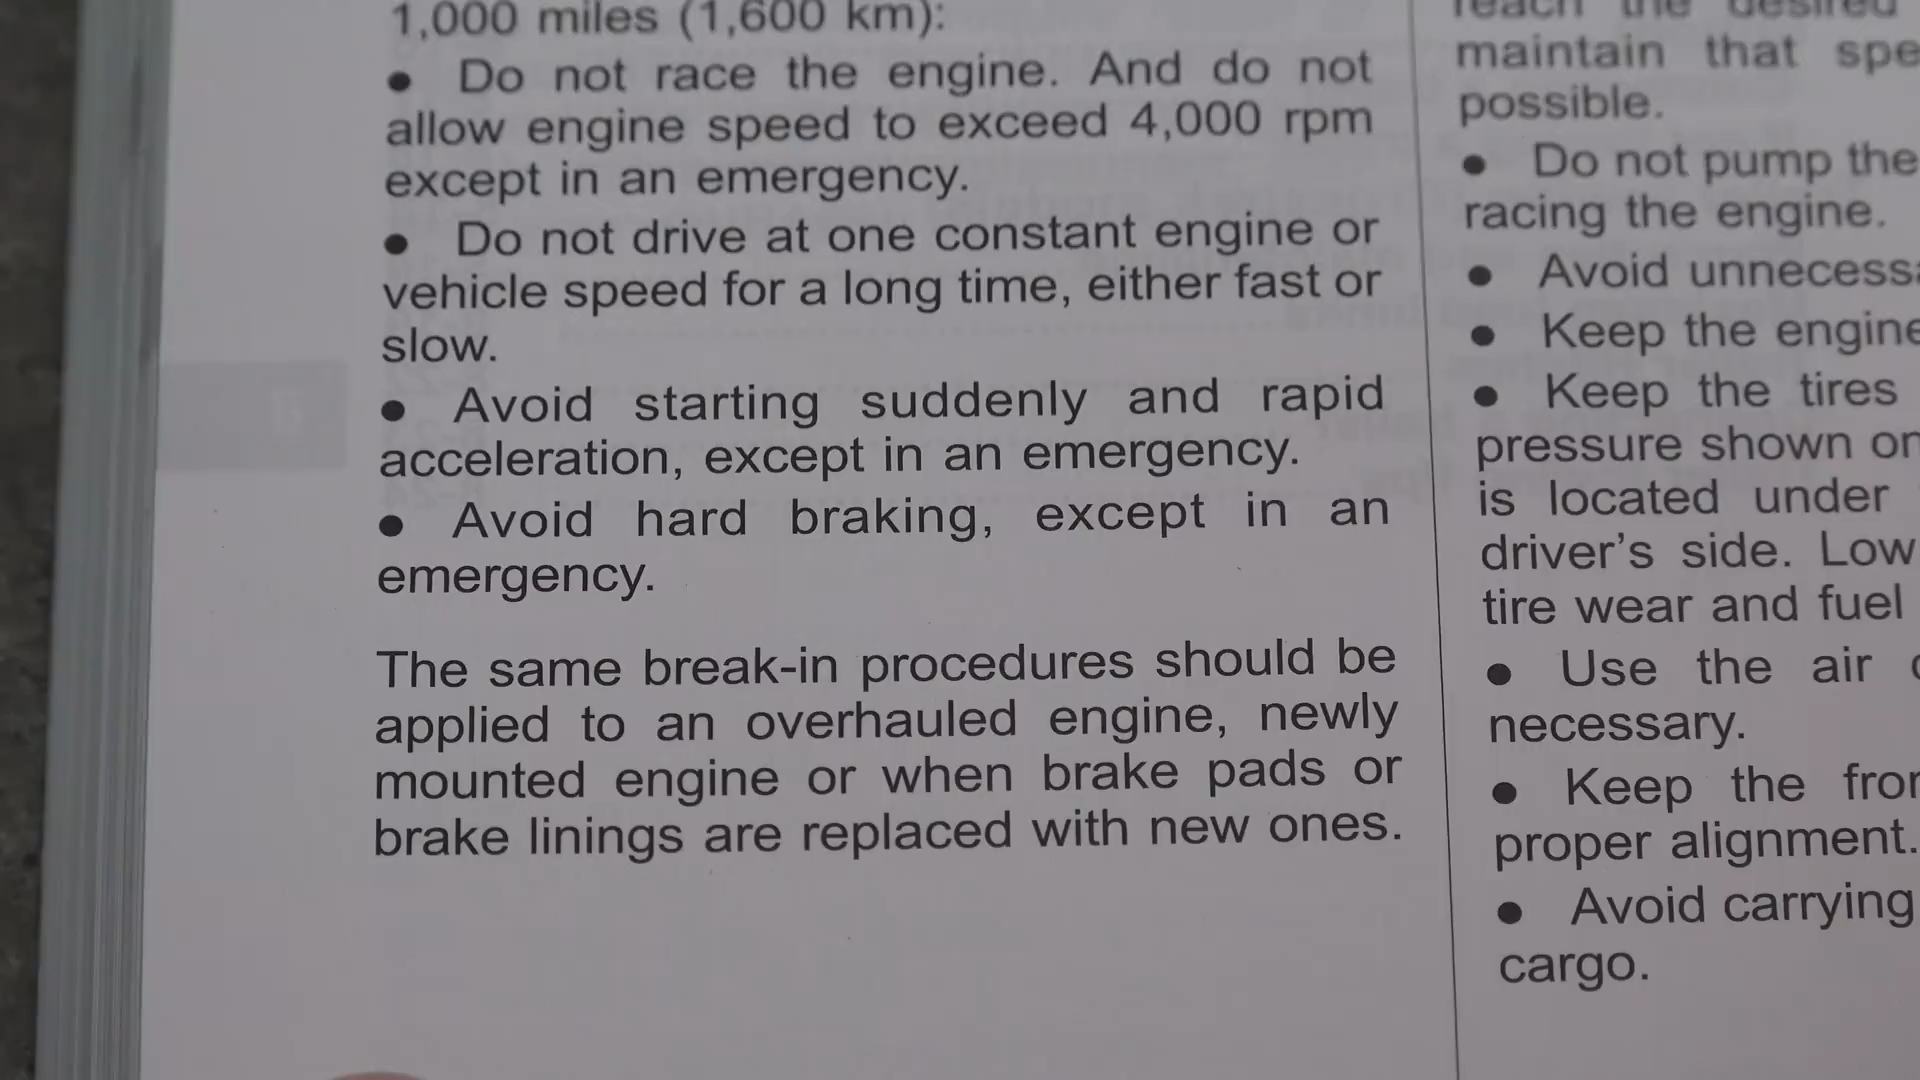 1,000 miles (1,600 km):
● Do not race the engine. And do not
allow engine speed to exceed 4,000 rpm
except in an emergency.
● Do not drive at one constant engine or
vehicle speed for a long time, either fast or
slow.
● Avoid starting suddenly and rapid
acceleration, except in an emergency.
● Avoid hard braking, except in an
emergency.
The same break-in procedures should be
applied to an overhauled engine, newly
mounted engine or when brake pads or
brake linings are replaced with new ones.
reach the desired
maintain that
possible.
● Do not pump the
racing the engine.
● Avoid
● Keep the engine
● Keep the tires
pressure shown on
is located under
driver's side. Low
tire wear and fuel
● Use the air
necessary.
● Keep the
proper alignment.
● Avoid carrying
cargo.